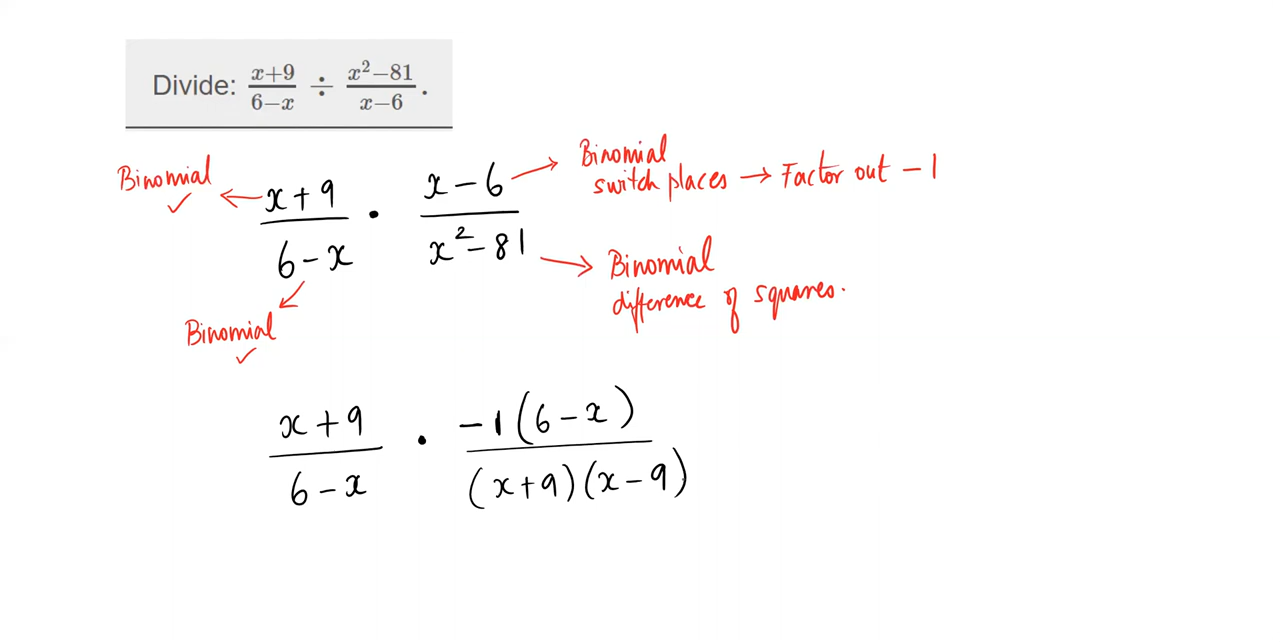 Divide: (x+9)/(6−x) ÷ (x²−81)/(x−6).
Binomial ✓
(x + 9)/(6 − x) · (x − 6)/(x² − 81)
Binomial
switch places → Factor out −1
Binomial
difference of squares.
Binomial ✓
(x + 9)/(6 − x) · (−1(6 − x))/((x + 9)(x − 9))